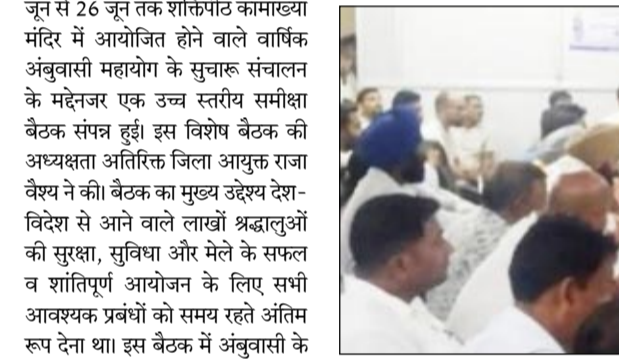 जून से 26 जून तक शक्तिपीठ कामाख्या
मंदिर में आयोजित होने वाले वार्षिक
अंबुवासी महायोग के सुचारू संचालन
के मद्देनजर एक उच्च स्तरीय समीक्षा
बैठक संपन्न हुई। इस विशेष बैठक की
अध्यक्षता अतिरिक्त जिला आयुक्त राजा
वैश्य ने की। बैठक का मुख्य उद्देश्य देश-
विदेश से आने वाले लाखों श्रद्धालुओं
की सुरक्षा, सुविधा और मेले के सफल
व शांतिपूर्ण आयोजन के लिए सभी
आवश्यक प्रबंधों को समय रहते अंतिम
रूप देना था। इस बैठक में अंबुवासी के